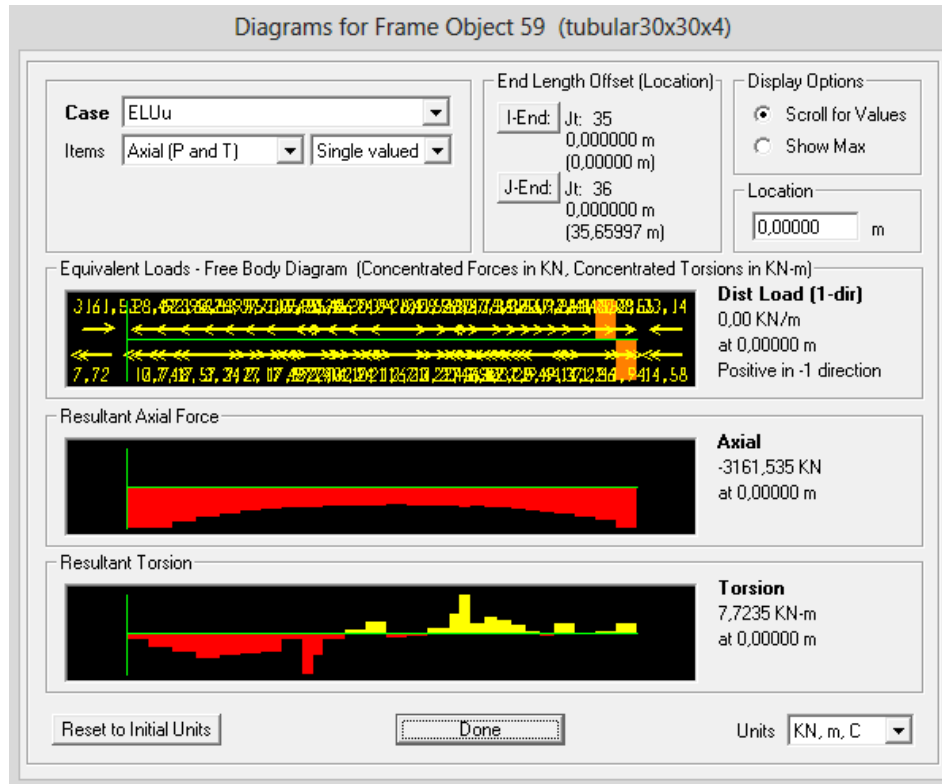 Diagrams for Frame Object 59 (tubular30x30x4)
Case ELUu
Items Axial (P and T) Single valued
End Length Offset (Location)
I-End: Jt: 35
0,000000 m
(0,00000 m)
J-End: Jt: 36
0,000000 m
(35,65997 m)
Display Options
Scroll for Values
Show Max
Location
0,00000 m
Equivalent Loads - Free Body Diagram (Concentrated Forces in KN, Concentrated Torsions in KN-m)
7,72
14,58
Dist Load (1-dir)
0,00 KN/m
at 0,00000 m
Positive in -1 direction
Resultant Axial Force
Axial
-3161,535 KN
at 0,00000 m
Resultant Torsion
Torsion
7,7235 KN-m
at 0,00000 m
Reset to Initial Units
Done
Units KN, m, C